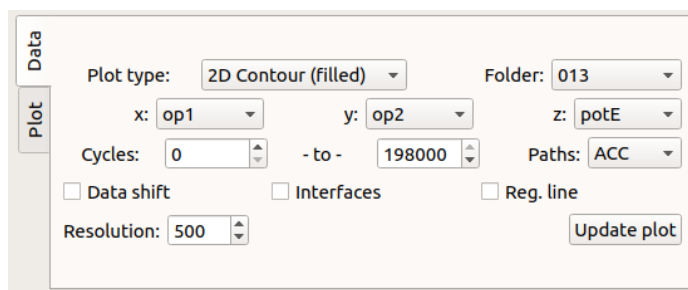 Data
Plot
Plot type: 2D Contour (filled) Folder: 013
x: op1 y: op2 z: potE
Cycles: 0 - to - 198000 Paths: ACC
Data shift Interfaces Reg. line
Resolution: 500 Update plot